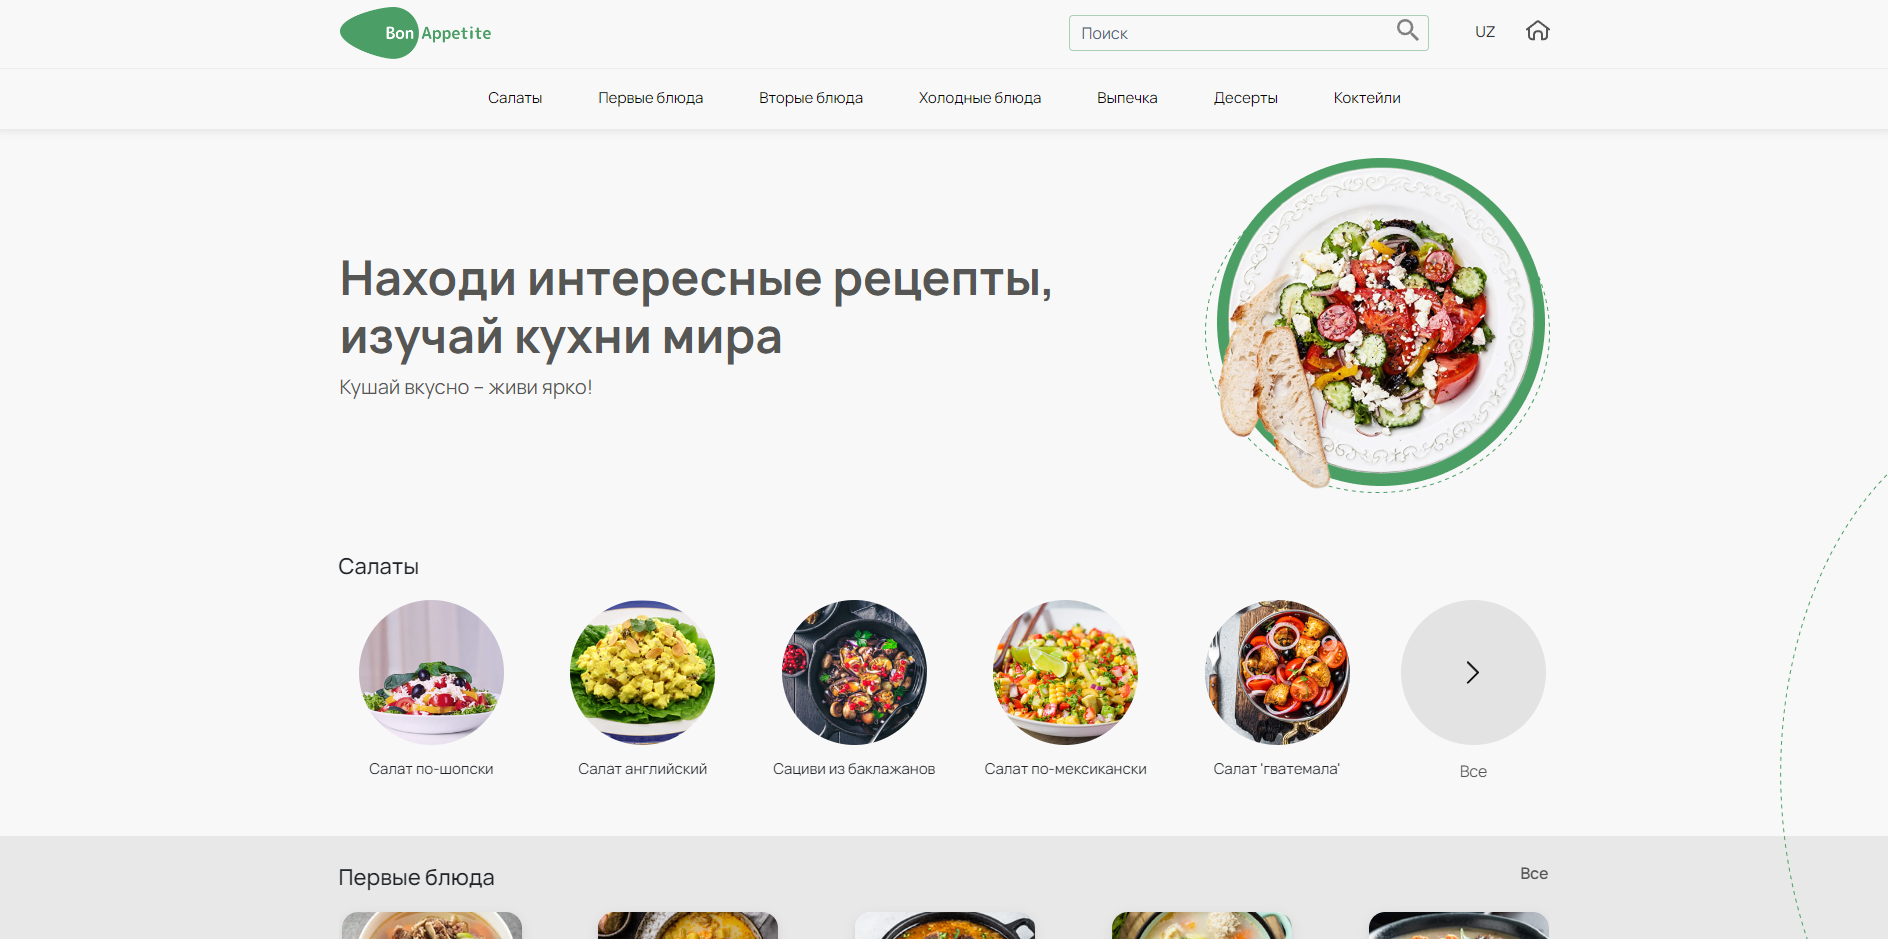 Bon Appetite
Поиск
UZ
Салаты
Первые блюда
Вторые блюда
Холодные блюда
Выпечка
Десерты
Коктейли
Находи интересные рецепты,
изучай кухни мира
Кушай вкусно – живи ярко!
Салаты
Салат по-шопски
Салат английский
Сациви из баклажанов
Салат по-мексикански
Салат 'гватемала'
Все
Первые блюда
Все